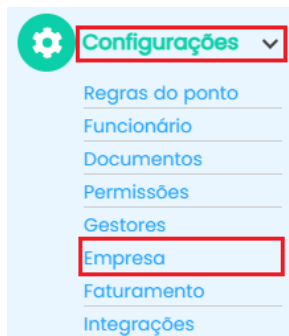 Configurações
Regras do ponto
Funcionário
Documentos
Permissões
Gestores
Empresa
Faturamento
Integrações